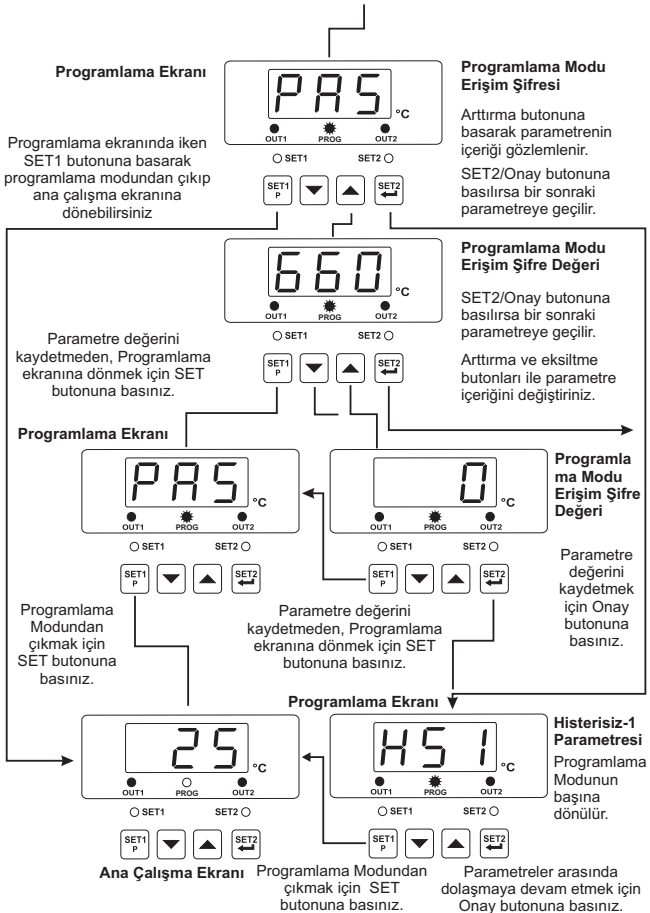 Programlama Ekranı
PAS
°C
OUT1 PROG OUT2
SET1 SET2
SET1 P SET2
Programlama ekranında iken
SET1 butonuna basarak
programlama modundan çıkıp
ana çalışma ekranına
dönebilirsiniz
Programlama Modu
Erişim Şifresi
Arttırma butonuna
basarak parametrenin
içeriği gözlemlenir.
SET2/Onay butonuna
basılırsa bir sonraki
parametreye geçilir.
660
°C
OUT1 PROG OUT2
SET1 SET2
SET1 P SET2
Programlama Modu
Erişim Şifre Değeri
SET2/Onay butonuna
basılırsa bir sonraki
parametreye geçilir.
Arttırma ve eksiltme
butonları ile parametre
içeriğini değiştiriniz.
Parametre değerini
kaydetmeden, Programlama
ekranına dönmek için SET
butonuna basınız.
Programlama Ekranı
PAS
°C
OUT1 PROG OUT2
SET1 SET2
SET1 P SET2
Programlama
Modundan
çıkmak için
SET butonuna
basınız.
0
°C
OUT1 PROG OUT2
SET1 SET2
SET1 P SET2
Programla
ma Modu
Erişim Şifre
Değeri
Parametre
değerini
kaydetmek
için Onay
butonuna
basınız.
Parametre değerini
kaydetmeden, Programlama
ekranına dönmek için SET
butonuna basınız.
25
°C
OUT1 PROG OUT2
SET1 SET2
SET1 P SET2
Ana Çalışma Ekranı
Programlama Ekranı
HS1
°C
OUT1 PROG OUT2
SET1 SET2
SET1 P SET2
Histerisiz-1
Parametresi
Programlama
Modunun
başına
dönülür.
Programlama Modundan
çıkmak için SET
butonuna basınız.
Parametreler arasında
dolaşmaya devam etmek için
Onay butonuna basınız.